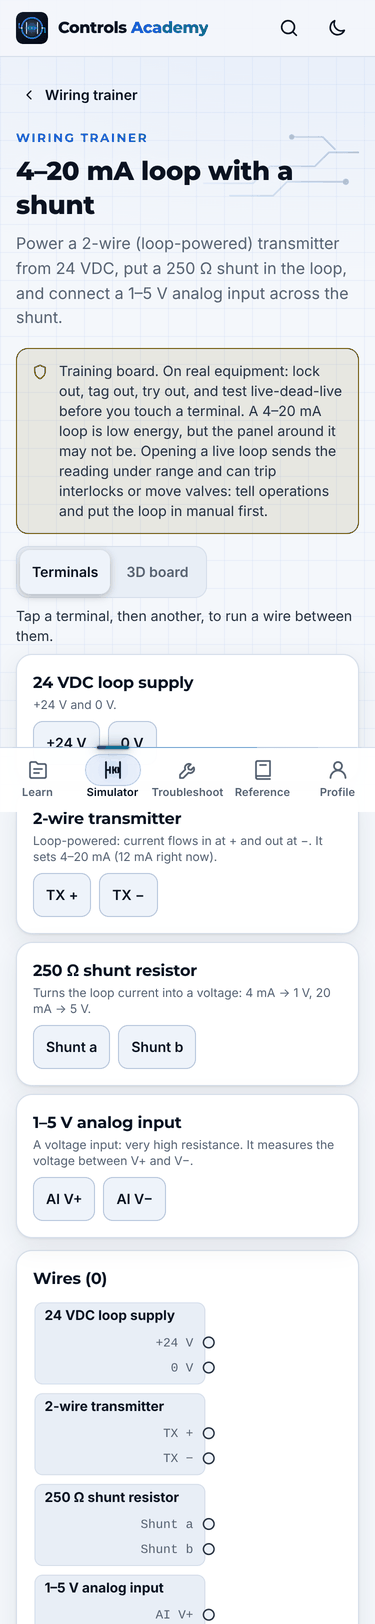 Controls Academy
Wiring trainer
WIRING TRAINER
4–20 mA loop with a
shunt
Power a 2-wire (loop-powered) transmitter
from 24 VDC, put a 250 Ω shunt in the loop,
and connect a 1–5 V analog input across the
shunt.
Training board. On real equipment: lock
out, tag out, try out, and test live-dead-live
before you touch a terminal. A 4–20 mA
loop is low energy, but the panel around it
may not be. Opening a live loop sends the
reading under range and can trip
interlocks or move valves: tell operations
and put the loop in manual first.
Terminals 3D board
Tap a terminal, then another, to run a wire between
them.
24 VDC loop supply
+24 V and 0 V.
+24 V 0 V
Learn Simulator Troubleshoot Reference Profile
2-wire transmitter
Loop-powered: current flows in at + and out at −. It
sets 4–20 mA (12 mA right now).
TX + TX −
250 Ω shunt resistor
Turns the loop current into a voltage: 4 mA → 1 V, 20
mA → 5 V.
Shunt a Shunt b
1–5 V analog input
A voltage input: very high resistance. It measures the
voltage between V+ and V−.
AI V+ AI V−
Wires (0)
24 VDC loop supply
+24 V
0 V
2-wire transmitter
TX +
TX −
250 Ω shunt resistor
Shunt a
Shunt b
1–5 V analog input
AI V+